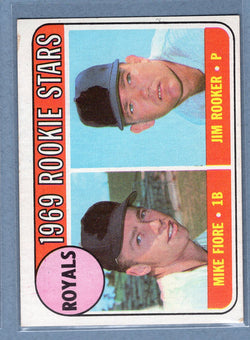 1969 ROOKIE STARS
ROYALS
JIM ROOKER • P
MIKE FIORE • 1B